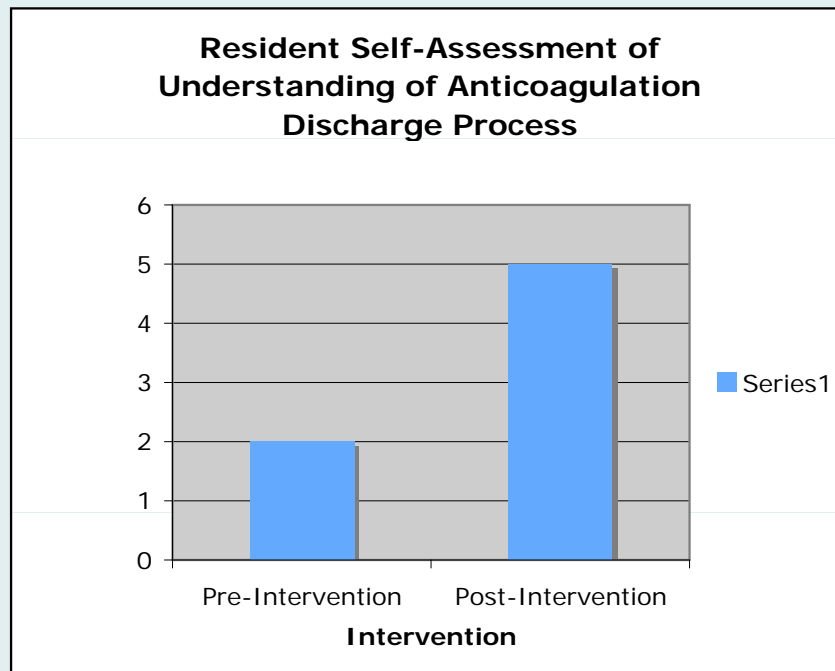 Resident Self-Assessment of
Understanding of Anticoagulation
Discharge Process
6
5
4
3
2
1
0
Series1
Pre-Intervention Post-Intervention
Intervention